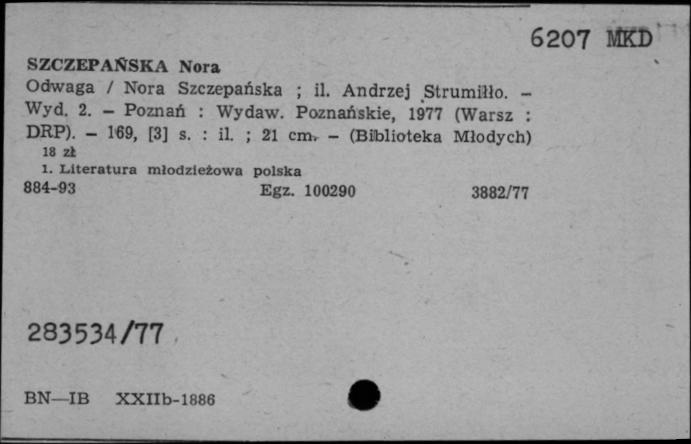 6207 MKD
SZCZEPAŃSKA Nora
Odwaga / Nora Szczepańska ; il. Andrzej Strumiłło. –
Wyd. 2. – Poznań : Wydaw. Poznańskie, 1977 (Warsz :
DRP). – 169, [3] s. : il. ; 21 cm. – (Biblioteka Młodych)
18 zł
1. Literatura młodzieżowa polska
884-93 Egz. 100290 3882/77
283534/77
BN—IB XXIIb-1886